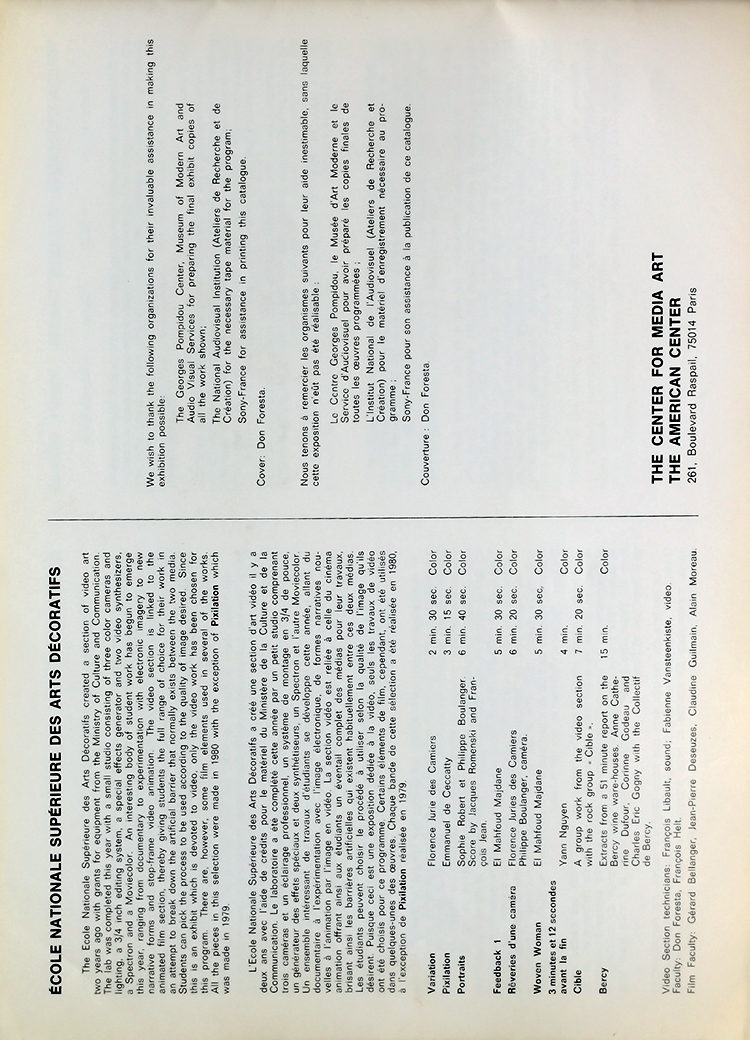 ÉCOLE NATIONALE SUPÉRIEURE DES ARTS DÉCORATIFS
The Ecole Nationale Supérieure des Arts Décoratifs created a section of video art
two years ago with grants for equipment from the Ministry of Culture and Communication.
The lab was completed this year with a small studio consisting of three color cameras and
lighting, a 3/4 inch editing system, a special effects generator and two video synthesizers,
a Spectron and a Moviecolor. An interesting body of student work has begun to emerge
this year, ranging from documentary to experimentation with electronic imagery to new
narrative forms and stop-frame video animation. The video section is linked to the
animated film section, thereby giving students the full range of choice for their work in
an attempt to break down the artificial barrier that normally exists between the two media.
Students can pick the process to be used according to the quality of image desired. Since
this is an exhibit which is devoted to video, only the video work has been chosen for
this program. There are, however, some film elements used in several of the works.
All the pieces in this selection were made in 1980 with the exception of Pixilation which
was made in 1979.
L'Ecole Nationale Supérieure des Arts Décoratifs a créé une section d'art vidéo il y a
deux ans avec l'aide de crédits pour le matériel du Ministère de la Culture et de la
Communication. Le laboratoire a été complété cette année par un petit studio comprenant
trois caméras et un éclairage professionnel, un système de montage en 3/4 de pouce,
un générateur des effets spéciaux et deux synthétiseurs, un Spectron et l'autre Moviecolor.
Un ensemble intéressant de travaux d'étudiants se développe cette année, allant du
documentaire à l'expérimentation avec l'image électronique, de formes narratives nou-
velles à l'animation par l'image en vidéo. La section vidéo est reliée à celle du cinéma
animation offrant ainsi aux étudiants un éventail complet des médias pour leur travaux,
brisant ainsi les barrières artificielles qui existent habituellement entre ces deux médias.
Les étudiants peuvent choisir le procédé à utiliser selon la qualité de l'image qu'ils
désirent. Puisque ceci est une exposition dédiée à la vidéo, seuls les travaux de vidéo
ont été choisis pour ce programme. Certains éléments de film, cependant, ont été utilisés
dans quelques-unes des œuvres. Chaque bande de cette sélection a été réalisée en 1980,
à l'exception de Pixilation réalisée en 1979.
Variation Florence Jurie des Camiers 2 min. 30 sec. Color
Pixilation Emmanuel de Ceccatty 3 min. 15 sec. Color
Portraits Sophie Robert et Philippe Boulanger. 6 min. 40 sec. Color
Score by Jacques Romenski and Fran-
çois Jean.
Feedback 1 El Mahfoud Majdane 5 min. 30 sec. Color
Rêveries d'une caméra Florence Juries des Camiers 6 min. 20 sec. Color
Philippe Boulanger, caméra.
Woven Woman El Mahfoud Majdane 5 min. 30 sec. Color
3 minutes et 12 secondes
avant la fin Yann Nguyen 4 min. Color
Cible A group work from the video section 7 min. 20 sec. Color
with the rock group « Cible ».
Bercy Extracts from a 51 minute report on the 15 min. Color
Bercy wine ware-houses. Anne Cathe-
rine Dufour, Corinne Godeau and
Charles Eric Gogny with the Collectif
de Bercy.
Video Section technicians: François Libault, sound; Fabienne Vansteenkiste, video.
Faculty: Don Foresta, François Helt.
Film Faculty: Gérard Bellanger, Jean-Pierre Deseuzes, Claudine Guilmain, Alain Moreau.
We wish to thank the following organizations for their invaluable assistance in making this
exhibition possible:
The Georges Pompidou Center, Museum of Modern Art and
Audio Visual Services for preparing the final exhibit copies of
all the work shown;
The National Audiovisual Institution (Ateliers de Recherche et de
Création) for the necessary tape material for the program;
Sony-France for assistance in printing this catalogue.
Cover: Don Foresta.
Nous tenons à remercier les organismes suivants pour leur aide inestimable, sans laquelle
cette exposition n'eût pas été réalisable :
Le Centre Georges Pompidou, le Musée d'Art Moderne et le
Service d'Audiovisuel pour avoir préparé les copies finales de
toutes les œuvres programmées ;
L'Institut National de l'Audiovisuel (Ateliers de Recherche et
Création) pour le matériel d'enregistrement nécessaire au pro-
gramme ;
Sony-France pour son assistance à la publication de ce catalogue.
Couverture : Don Foresta.
THE CENTER FOR MEDIA ART
THE AMERICAN CENTER
261, Boulevard Raspail, 75014 Paris